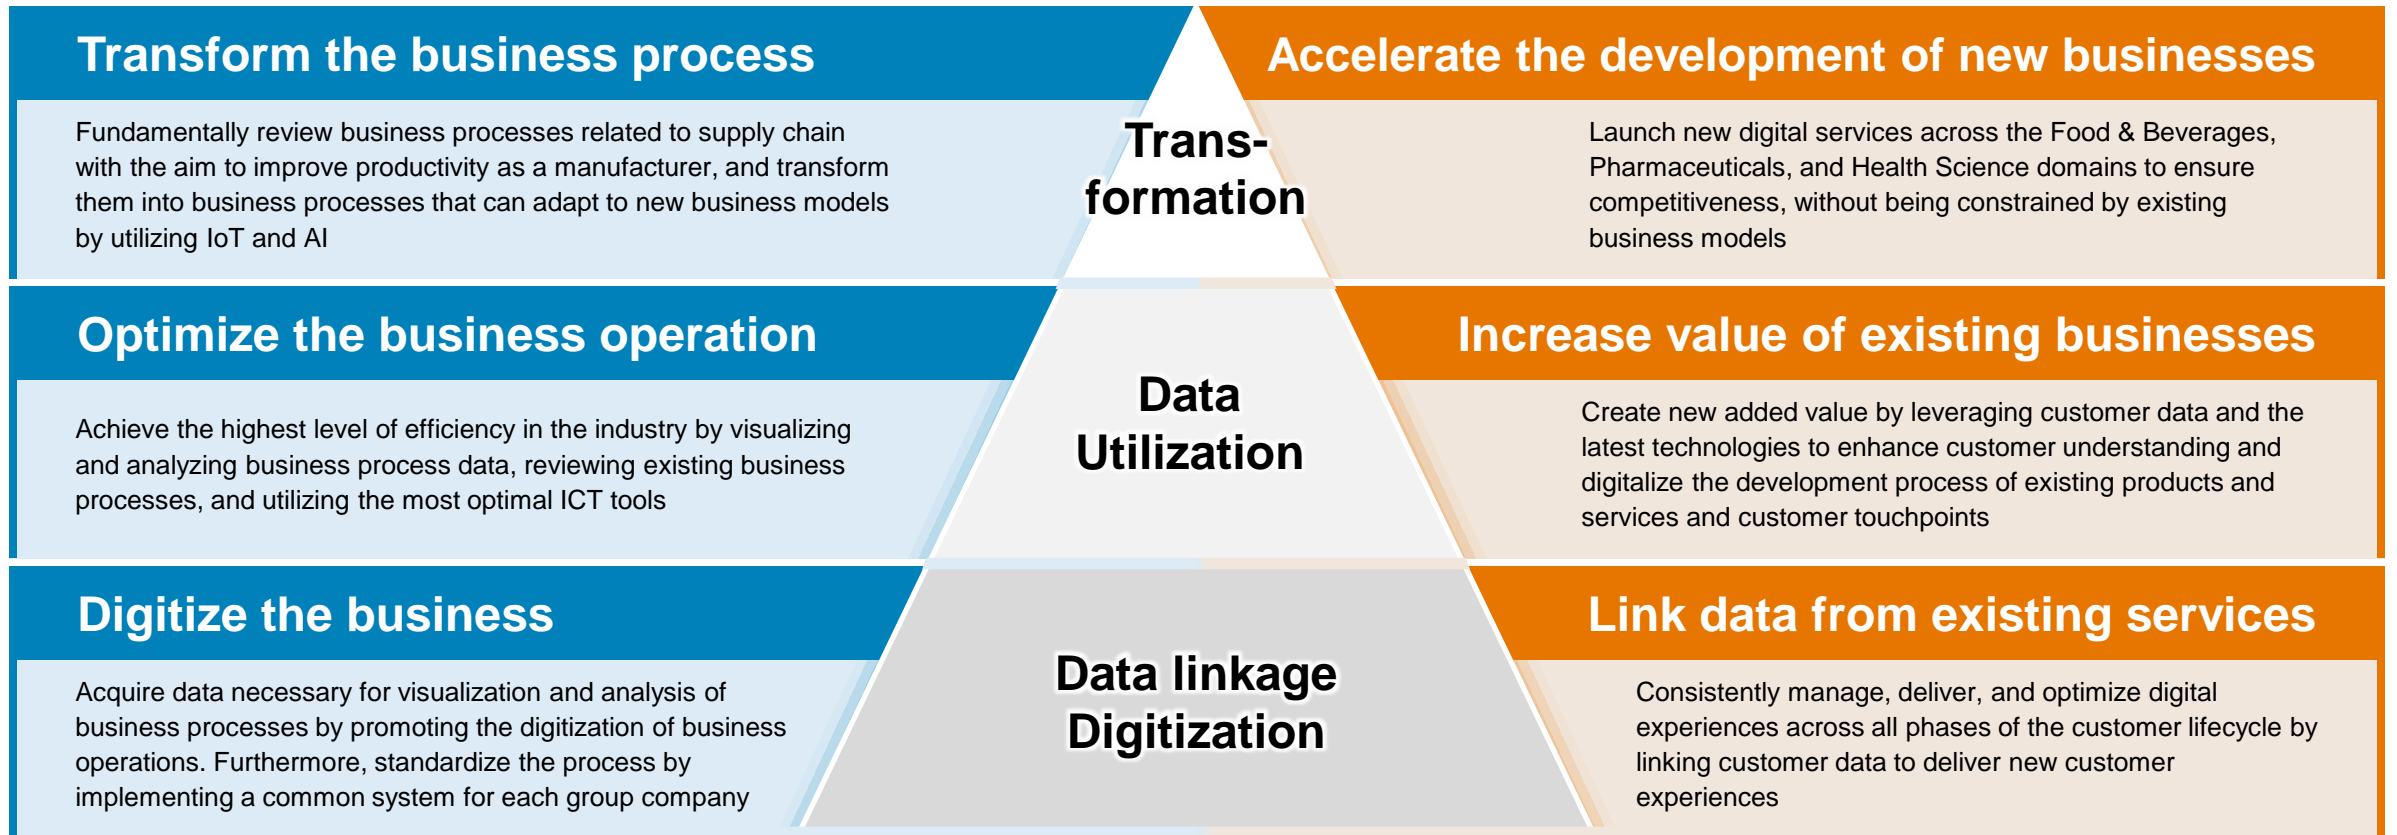 Transform the business process
Fundamentally review business processes related to supply chain
with the aim to improve productivity as a manufacturer, and transform
them into business processes that can adapt to new business models
by utilizing IoT and AI
Trans-
formation
Accelerate the development of new businesses
Launch new digital services across the Food & Beverages,
Pharmaceuticals, and Health Science domains to ensure
competitiveness, without being constrained by existing
business models
Optimize the business operation
Achieve the highest level of efficiency in the industry by visualizing
and analyzing business process data, reviewing existing business
processes, and utilizing the most optimal ICT tools
Data
Utilization
Increase value of existing businesses
Create new added value by leveraging customer data and the
latest technologies to enhance customer understanding and
digitalize the development process of existing products and
services and customer touchpoints
Digitize the business
Acquire data necessary for visualization and analysis of
business processes by promoting the digitization of business
operations. Furthermore, standardize the process by
implementing a common system for each group company
Data linkage
Digitization
Link data from existing services
Consistently manage, deliver, and optimize digital
experiences across all phases of the customer lifecycle by
linking customer data to deliver new customer
experiences